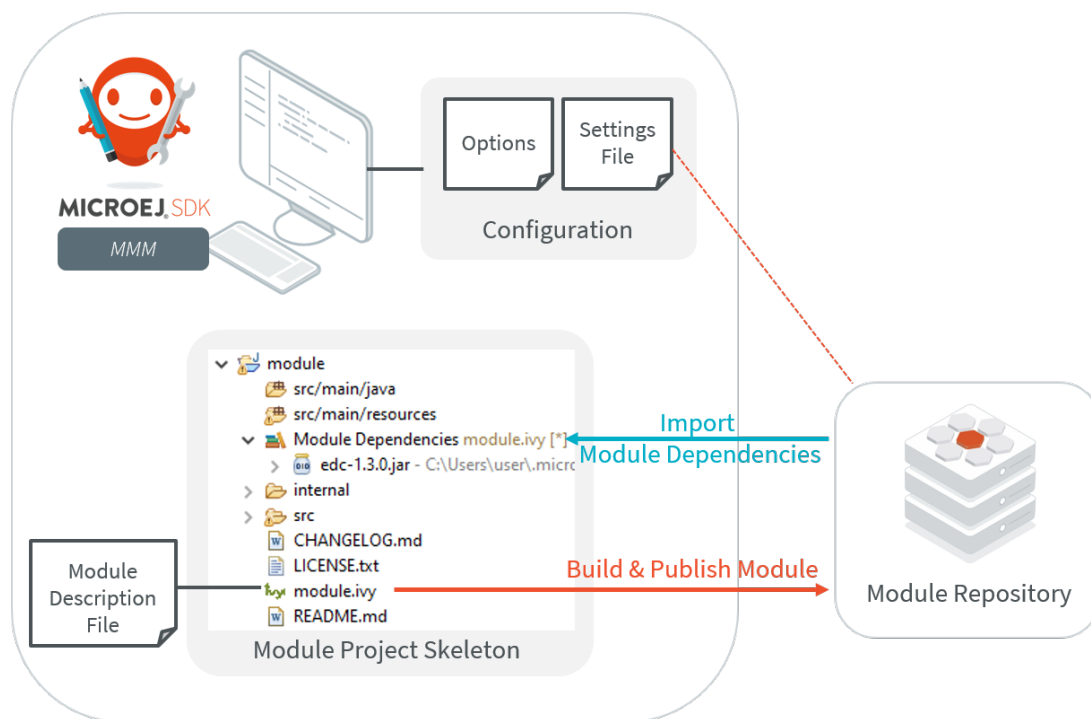 MICROEJ® SDK
MMM
Options
Settings
File
Configuration
module
src/main/java
src/main/resources
Module Dependencies module.ivy [*]
edc-1.3.0.jar - C:\Users\user\.micro
internal
src
CHANGELOG.md
LICENSE.txt
module.ivy
README.md
Module Project Skeleton
Module
Description
File
Import
Module Dependencies
Build & Publish Module
Module Repository